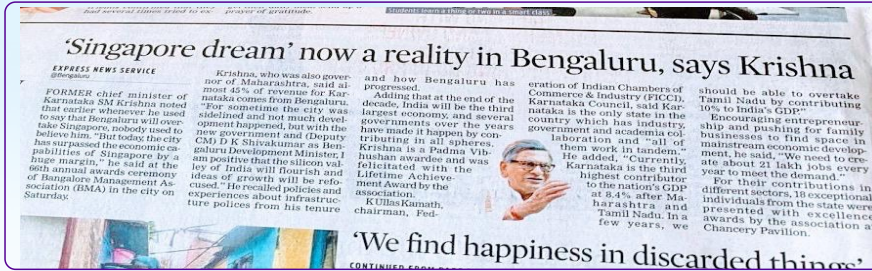 had several times tried to ex-
prayer of gratitude.
Students learn a thing or two in a smart class
'Singapore dream' now a reality in Bengaluru, says Krishna
EXPRESS NEWS SERVICE
@Bengaluru
FORMER chief minister of
Karnataka SM Krishna noted
that earlier whenever he used
to say that Bengaluru will over-
take Singapore, nobody used to
believe him. "But today, the city
has surpassed the economic ca-
pabilities of Singapore by a
huge margin," he said at the
66th annual awards ceremony
of Bangalore Management As-
sociation (BMA) in the city on
Saturday.
Krishna, who was also gover-
nor of Maharashtra, said al-
most 45% of revenue for Kar-
nataka comes from Bengaluru.
"For sometime the city was
sidelined and not much devel-
opment happened, but with the
new government and (Deputy
CM) D K Shivakumar as Ben-
galuru Development Minister, I
am positive that the silicon val-
ley of India will flourish and
ideas of growth will be refo-
cused." He recalled policies and
experiences about infrastruc-
ture polices from his tenure
and how Bengaluru has
progressed.
Adding that at the end of the
decade, India will be the third
largest economy, and several
governments over the years
have made it happen by con-
tributing in all spheres.
Krishna is a Padma Vib-
hushan awardee and was
felicitated with the
Lifetime Achieve-
ment Award by the
association.
K Ullas Kamath,
chairman, Fed-
eration of Indian Chambers of
Commerce & Industry (FICCI),
Karnataka Council, said Kar-
nataka is the only state in the
country which has industry,
government and academia col-
laboration and "all of
them work in tandem."
He added, "Currently,
Karnataka is the third
highest contributor
to the nation's GDP
at 8.4% after Ma-
harashtra and
Tamil Nadu. In a
few years, we
should be able to overtake
Tamil Nadu by contributing
10% to India's GDP."
Encouraging entrepreneur-
ship and pushing for family
businesses to find space in
mainstream economic develop-
ment, he said, "We need to cre-
ate about 21 lakh jobs every
year to meet the demand."
For their contributions in
different sectors, 18 exceptional
individuals from the state were
presented with excellence
awards by the association a
Chancery Pavilion.
'We find happiness in discarded things'